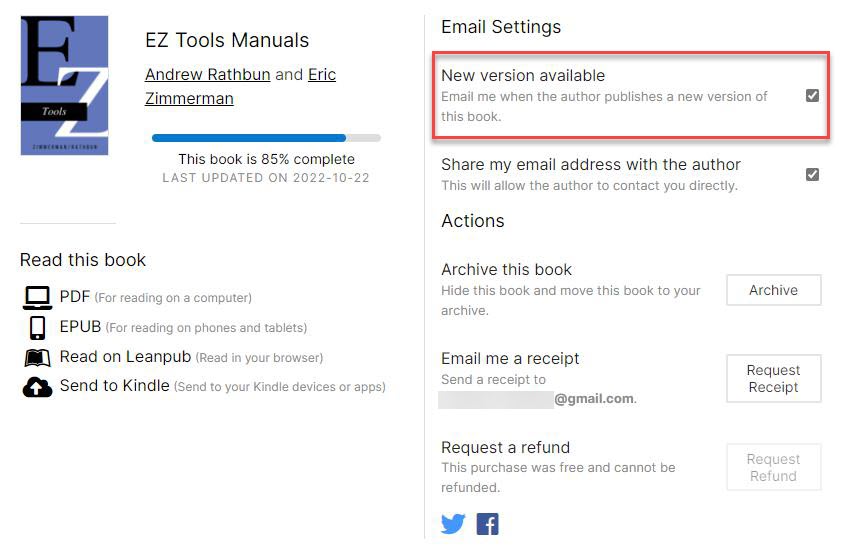 E
Z
Tools
ZIMMERMAN/RATHBUN
EZ Tools Manuals
Andrew Rathbun and Eric
Zimmerman
This book is 85% complete
LAST UPDATED ON 2022-10-22
Read this book
PDF (For reading on a computer)
EPUB (For reading on phones and tablets)
Read on Leanpub (Read in your browser)
Send to Kindle (Send to your Kindle devices or apps)
Email Settings
New version available
Email me when the author publishes a new version of
this book.
Share my email address with the author
This will allow the author to contact you directly.
Actions
Archive this book
Hide this book and move this book to your
archive.
Archive
Email me a receipt
Send a receipt to
@gmail.com.
Request
Receipt
Request a refund
This purchase was free and cannot be
refunded.
Request
Refund